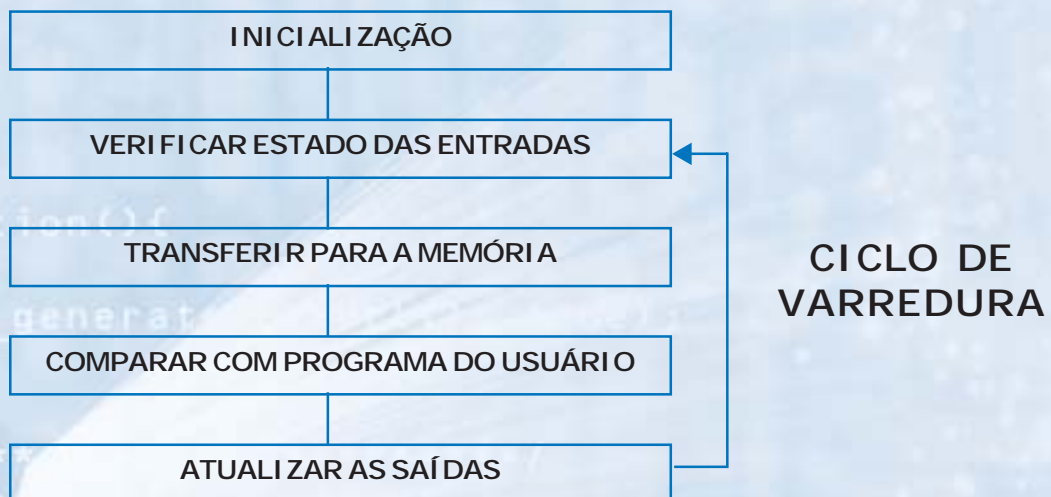 INICIALIZAÇÃO
VERIFICAR ESTADO DAS ENTRADAS
TRANSFERIR PARA A MEMÓRIA
COMPARAR COM PROGRAMA DO USUÁRIO
ATUALIZAR AS SAÍDAS
CICLO DE
VARREDURA